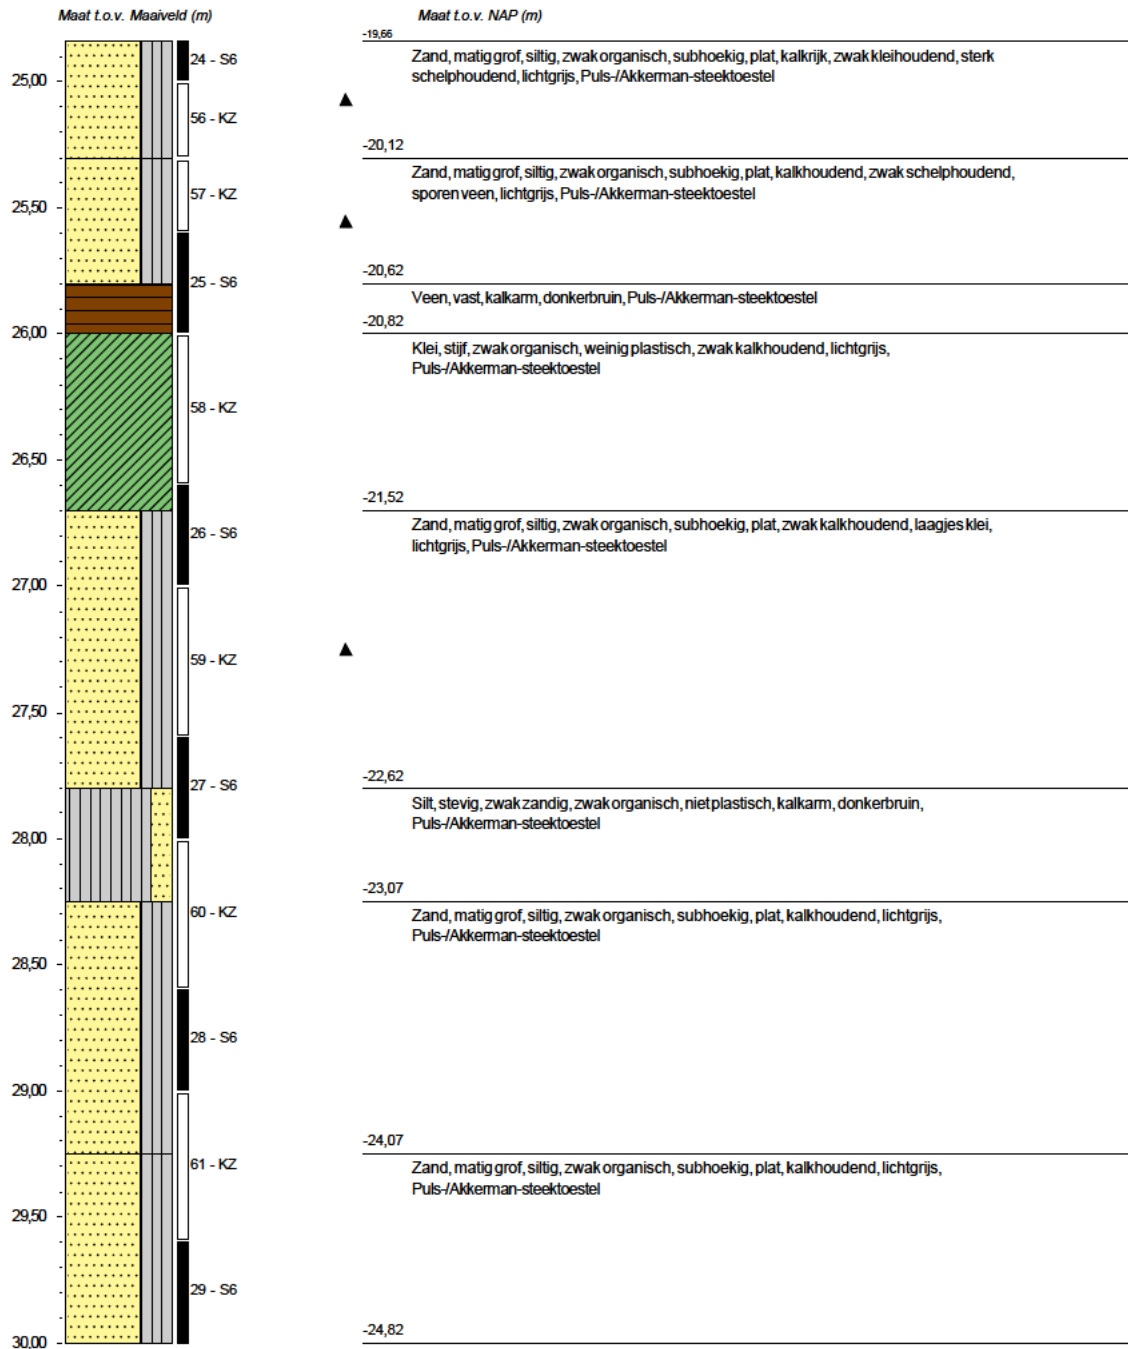 Maat t.o.v. Maaiveld (m)
Maat t.o.v. NAP (m)
-19,66
24 - S6
Zand, matig grof, siltig, zwak organisch, subhoekig, plat, kalkrijk, zwak kleihoudend, sterk
schelphoudend, lichtgrijs, Puls-/Akkerman-steektoestel
25,00
56 - KZ
-20,12
Zand, matig grof, siltig, zwak organisch, subhoekig, plat, kalkhoudend, zwak schelphoudend,
sporen veen, lichtgrijs, Puls-/Akkerman-steektoestel
57 - KZ
25,50
-20,62
25 - S6
Veen, vast, kalkarm, donkerbruin, Puls-/Akkerman-steektoestel
-20,82
26,00
Klei, stijf, zwak organisch, weinig plastisch, zwak kalkhoudend, lichtgrijs,
Puls-/Akkerman-steektoestel
58 - KZ
26,50
-21,52
26 - S6
Zand, matig grof, siltig, zwak organisch, subhoekig, plat, zwak kalkhoudend, laagjes klei,
lichtgrijs, Puls-/Akkerman-steektoestel
27,00
59 - KZ
27,50
-22,62
27 - S6
Silt, stevig, zwak zandig, zwak organisch, niet plastisch, kalkarm, donkerbruin,
Puls-/Akkerman-steektoestel
28,00
-23,07
60 - KZ
Zand, matig grof, siltig, zwak organisch, subhoekig, plat, kalkhoudend, lichtgrijs,
Puls-/Akkerman-steektoestel
28,50
28 - S6
29,00
-24,07
61 - KZ
Zand, matig grof, siltig, zwak organisch, subhoekig, plat, kalkhoudend, lichtgrijs,
Puls-/Akkerman-steektoestel
29,50
29 - S6
-24,82
30,00